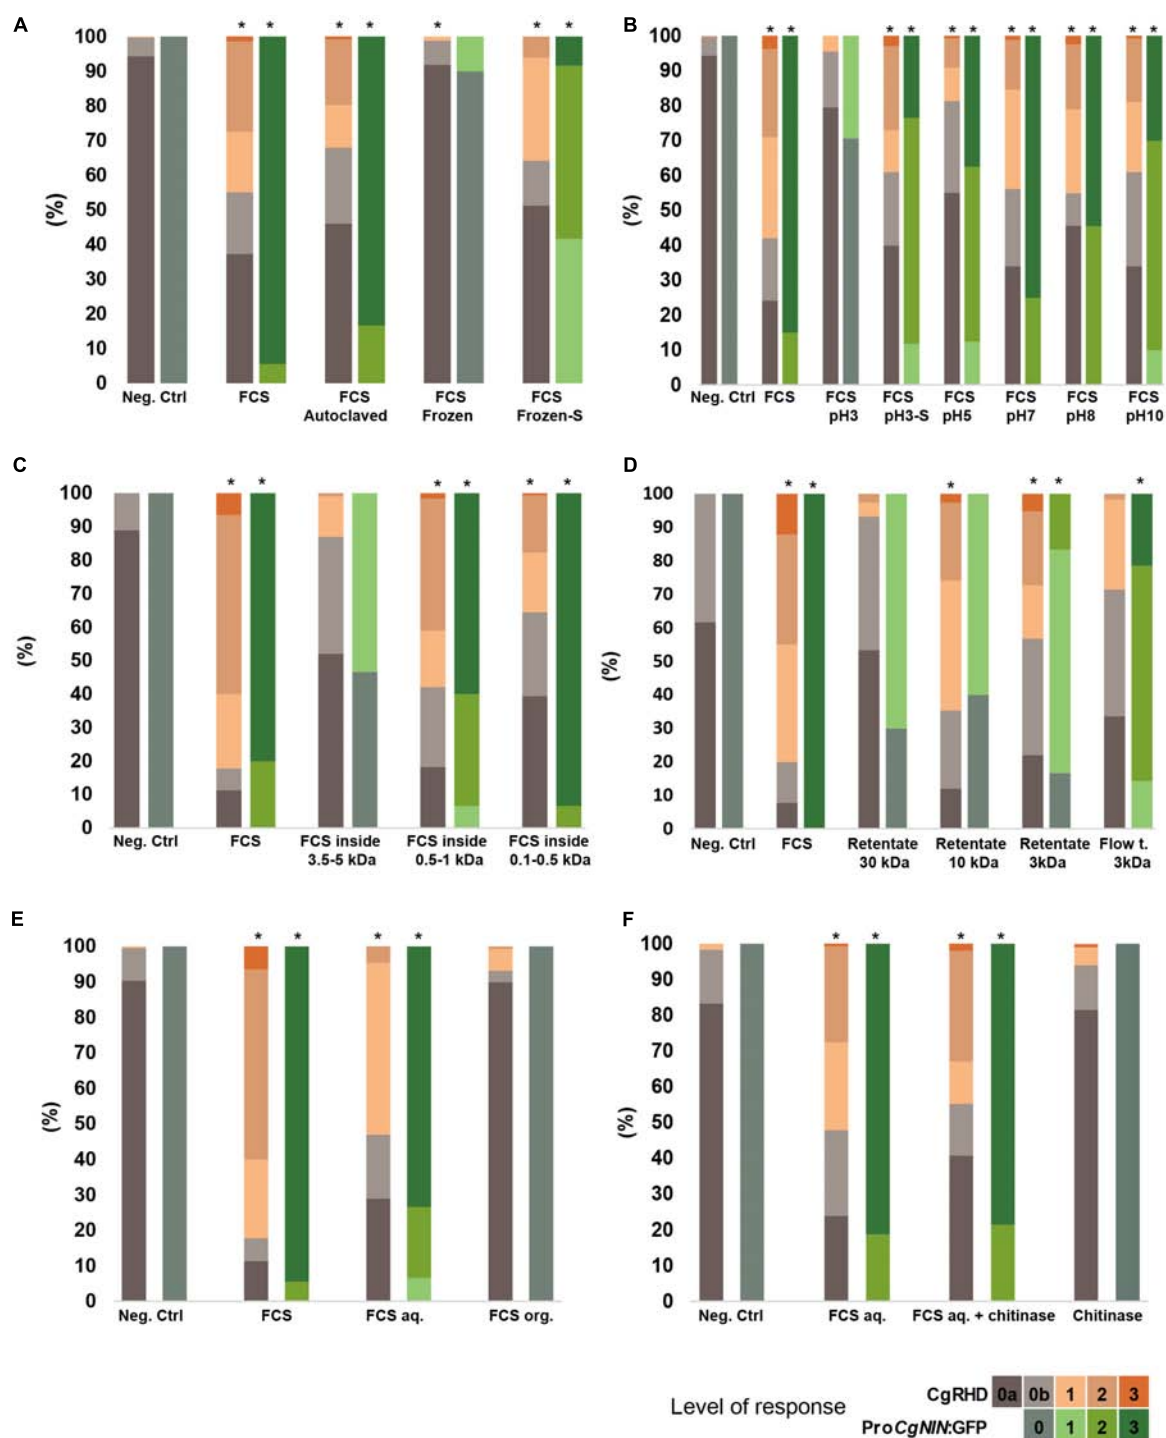 A
* * * * * * *
100
90
80
70
60
50
40
30
20
10
0
(%)
Neg. Ctrl
FCS
FCS
Autoclaved
FCS
Frozen
FCS
Frozen-S
B
* * * * * * * * * * * *
100
90
80
70
60
50
40
30
20
10
0
(%)
Neg. Ctrl
FCS
FCS
pH3
FCS
pH3-S
FCS
pH5
FCS
pH7
FCS
pH8
FCS
pH10
C
* * * * * *
100
90
80
70
60
50
40
30
20
10
0
(%)
Neg. Ctrl
FCS
FCS inside
3.5-5 kDa
FCS inside
0.5-1 kDa
FCS inside
0.1-0.5 kDa
D
* * * * * *
100
90
80
70
60
50
40
30
20
10
0
(%)
Neg. Ctrl
FCS
Retentate
30 kDa
Retentate
10 kDa
Retentate
3kDa
Flow t.
3kDa
E
* * * *
100
90
80
70
60
50
40
30
20
10
0
(%)
Neg. Ctrl
FCS
FCS aq.
FCS org.
F
* * * *
100
90
80
70
60
50
40
30
20
10
0
(%)
Neg. Ctrl
FCS aq.
FCS aq. + chitinase
Chitinase
Level of response
CgRHD 0a 0b 1 2 3
ProCgNIN:GFP 0 1 2 3